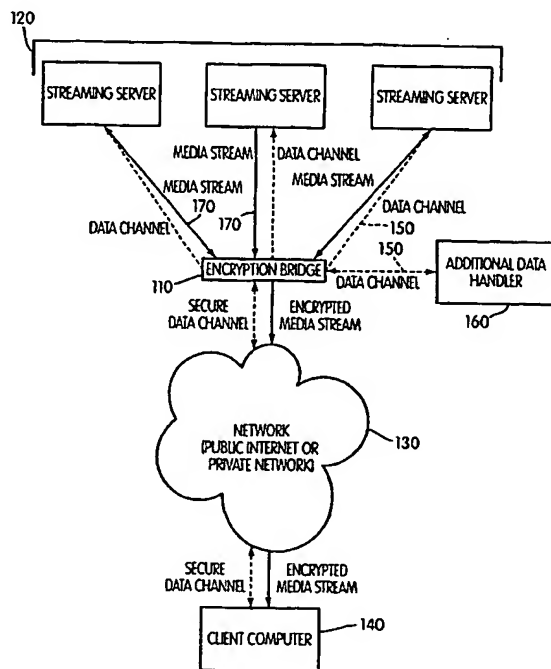 120
STREAMING SERVER
STREAMING SERVER
STREAMING SERVER
MEDIA STREAM
DATA CHANNEL
MEDIA STREAM
MEDIA STREAM
170
170
DATA CHANNEL
DATA CHANNEL
150
150
110
ENCRYPTION BRIDGE
DATA CHANNEL
ADDITIONAL DATA
HANDLER
160
SECURE
DATA CHANNEL
ENCRYPTED
MEDIA STREAM
NETWORK
(PUBLIC INTERNET OR
PRIVATE NETWORK)
130
SECURE
DATA CHANNEL
ENCRYPTED
MEDIA STREAM
CLIENT COMPUTER
140